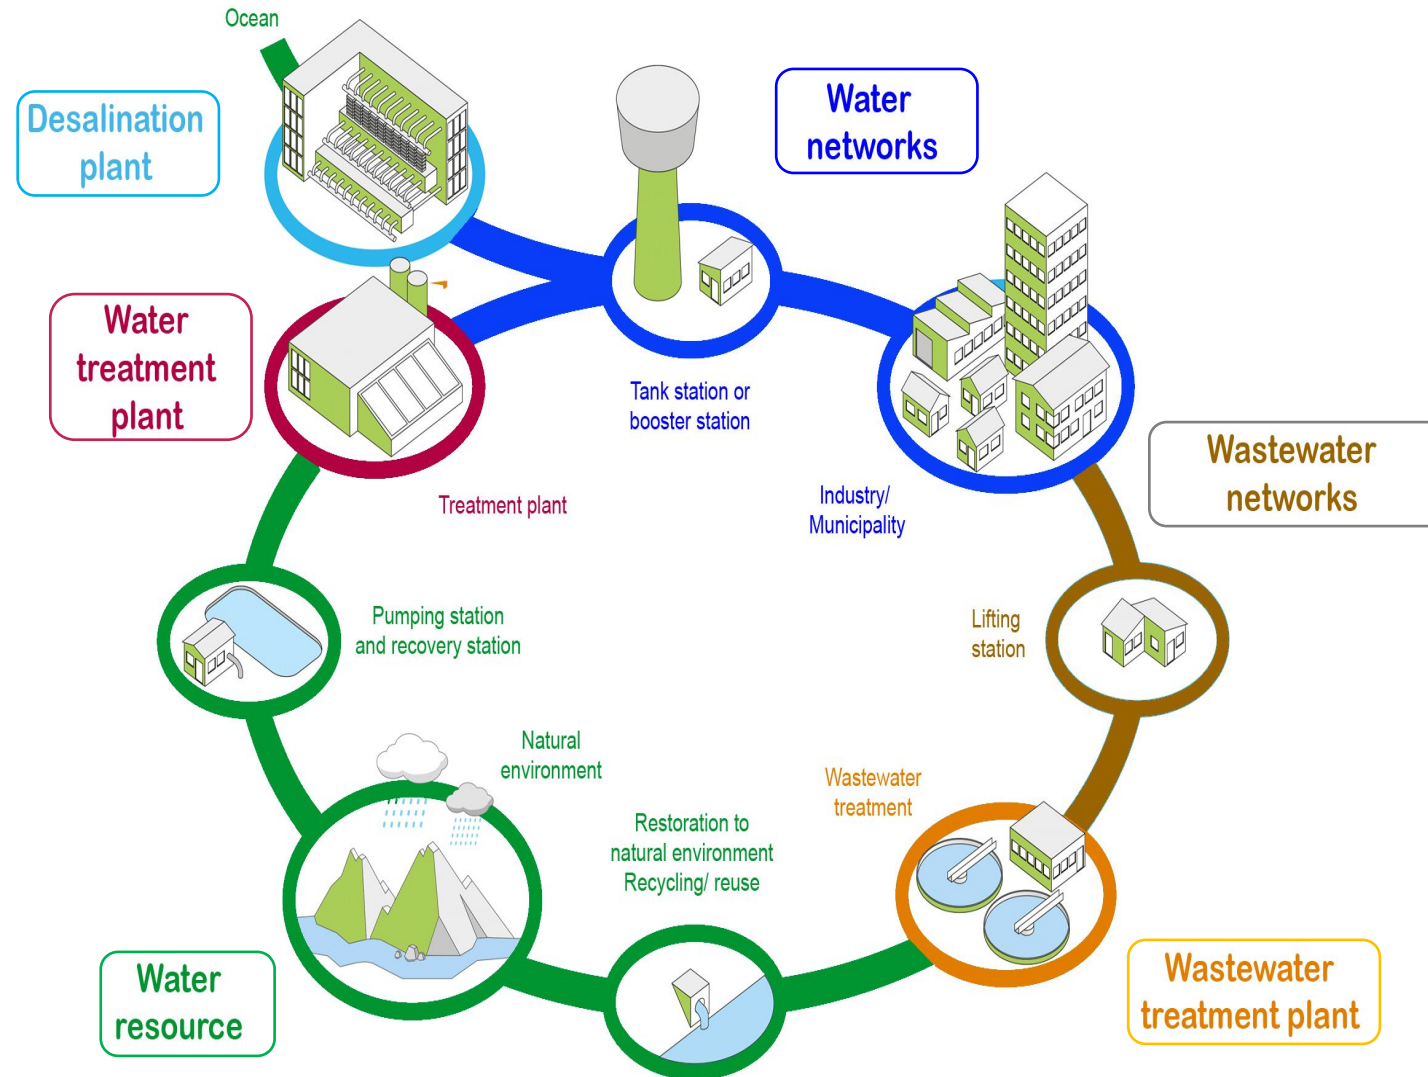 Ocean
Desalination
plant
Water
networks
Water
treatment
plant
Tank station or
booster station
Wastewater
networks
Industry/
Municipality
Treatment plant
Pumping station
and recovery station
Lifting
station
Natural
environment
Wastewater
treatment
Restoration to
natural environment
Recycling/ reuse
Water
resource
Wastewater
treatment plant